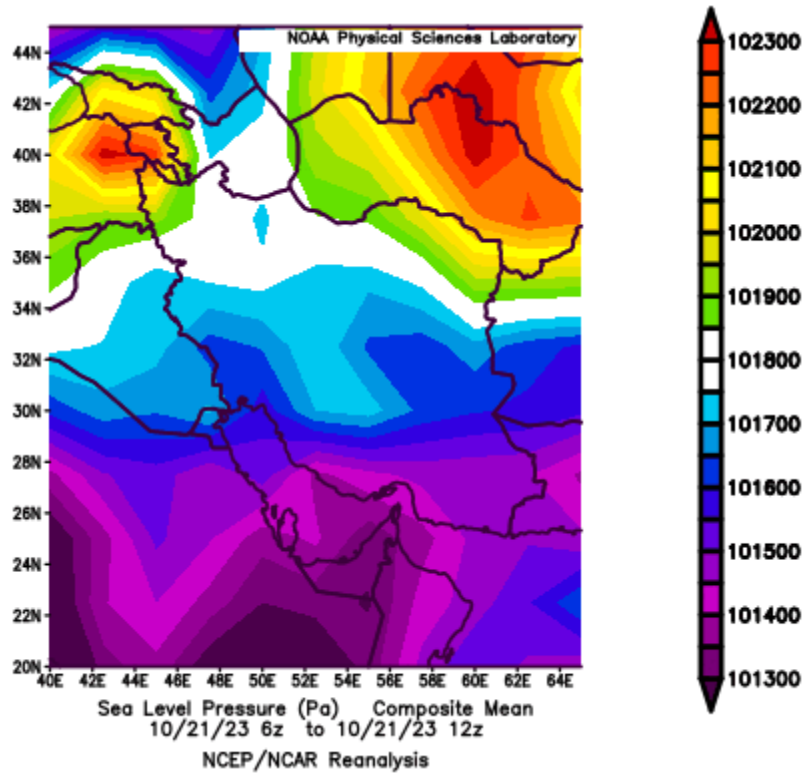 NOAA Physical Sciences Laboratory
44N
42N
40N
38N
36N
34N
32N
30N
28N
26N
24N
22N
20N
40E 42E 44E 46E 48E 50E 52E 54E 56E 58E 60E 62E 64E
102300
102200
102100
102000
101900
101800
101700
101600
101500
101400
101300
Sea Level Pressure (Pa) Composite Mean
10/21/23 6z to 10/21/23 12z
NCEP/NCAR Reanalysis